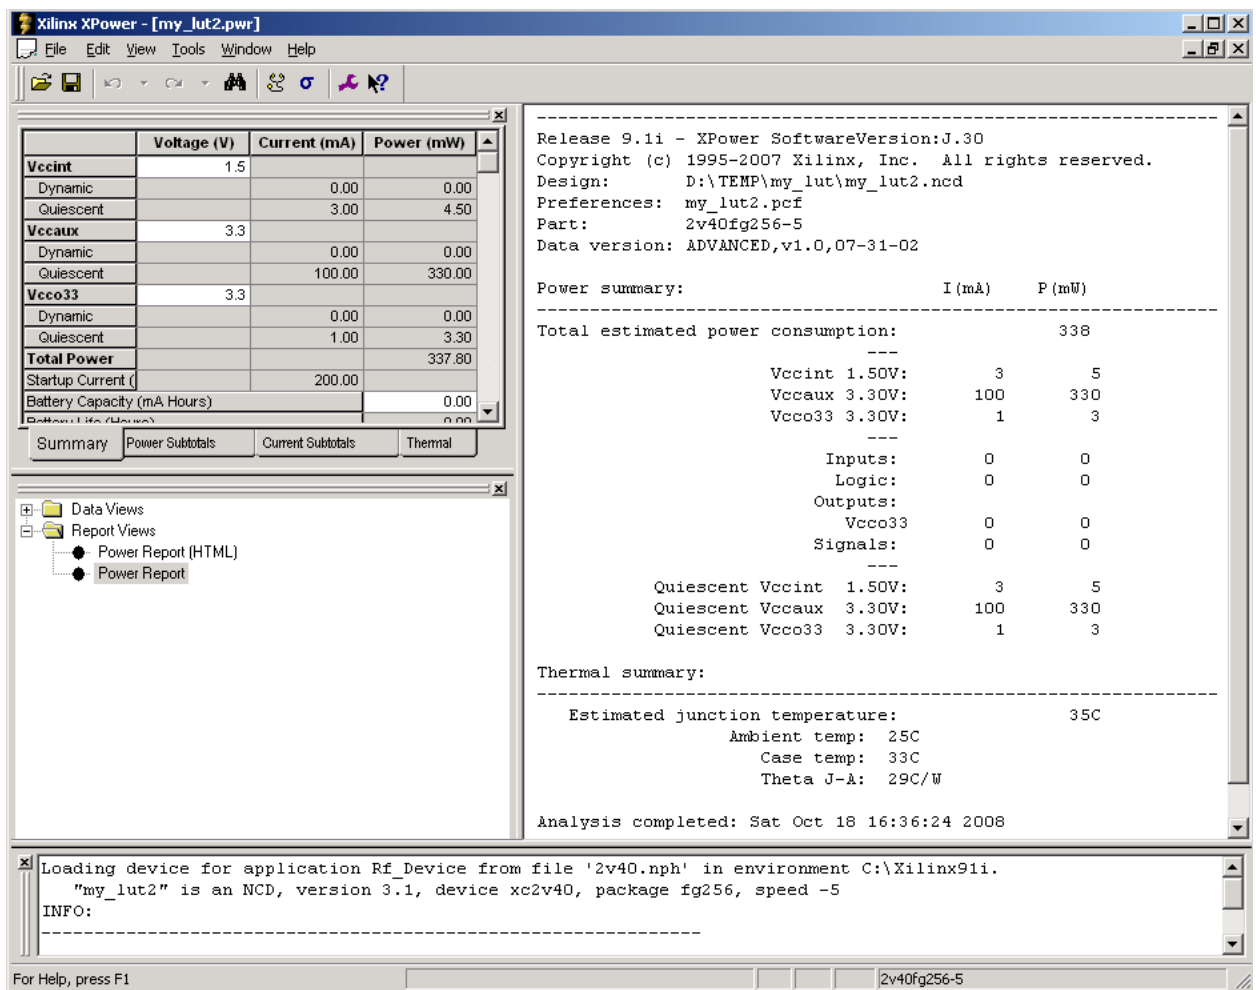 Xilinx XPower - [my_lut2.pwr]
File Edit View Tools Window Help
Voltage (V) Current (mA) Power (mW)
Vccint 1.5
Dynamic 0.00 0.00
Quiescent 3.00 4.50
Vccaux 3.3
Dynamic 0.00 0.00
Quiescent 100.00 330.00
Vcco33 3.3
Dynamic 0.00 0.00
Quiescent 1.00 3.30
Total Power 337.80
Startup Current ( 200.00
Battery Capacity (mA Hours) 0.00
Battery Life (Hours) 0.00
Summary Power Subtotals Current Subtotals Thermal
Data Views
Report Views
Power Report (HTML)
Power Report
--------------------------------------------------------------
Release 9.1i - XPower SoftwareVersion:J.30
Copyright (c) 1995-2007 Xilinx, Inc.  All rights reserved.
Design: D:\TEMP\my_lut\my_lut2.ncd
Preferences: my_lut2.pcf
Part: 2v40fg256-5
Data version: ADVANCED,v1.0,07-31-02
Power summary: I(mA) P(mW)
--------------------------------------------------------------
Total estimated power consumption: 338
---
Vccint 1.50V: 3 5
Vccaux 3.30V: 100 330
Vcco33 3.30V: 1 3
---
Inputs: 0 0
Logic: 0 0
Outputs:
Vcco33 0 0
Signals: 0 0
---
Quiescent Vccint 1.50V: 3 5
Quiescent Vccaux 3.30V: 100 330
Quiescent Vcco33 3.30V: 1 3
Thermal summary:
--------------------------------------------------------------
Estimated junction temperature: 35C
Ambient temp: 25C
Case temp: 33C
Theta J-A: 29C/W
Analysis completed: Sat Oct 18 16:36:24 2008
Loading device for application Rf_Device from file '2v40.nph' in environment C:\Xilinx91i.
"my_lut2" is an NCD, version 3.1, device xc2v40, package fg256, speed -5
INFO:
--------------------------------------------------------------
For Help, press F1
2v40fg256-5